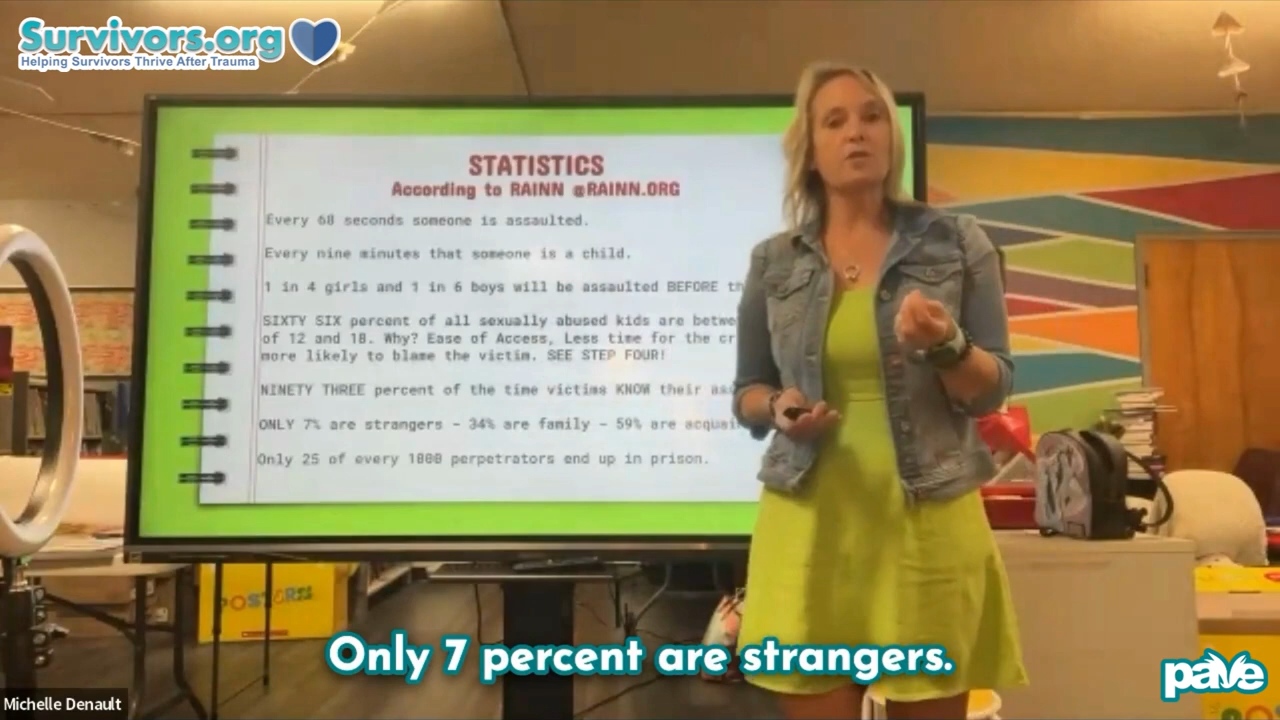 Survivors.org
Helping Survivors Thrive After Trauma
STATISTICS
According to RAINN @RAINN.ORG
Every 68 seconds someone is assaulted.
Every nine minutes that someone is a child.
1 in 4 girls and 1 in 6 boys will be assaulted BEFORE th
SIXTY SIX percent of all sexually abused kids are betwe
of 12 and 18. Why? Ease of Access, Less time for the cr
more likely to blame the victim. SEE STEP FOUR!
NINETY THREE percent of the time victims KNOW their as
ONLY 7% are strangers - 34% are family - 59% are acquai
Only 25 of every 1000 perpetrators end up in prison.
POSTERS!
Only 7 percent are strangers.
paVe
Michelle Denault